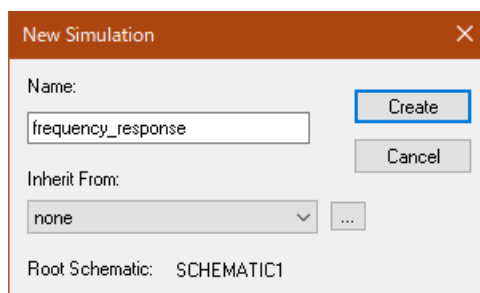 New Simulation
Name:
frequency_response
Create
Cancel
Inherit From:
none
...
Root Schematic: SCHEMATIC1